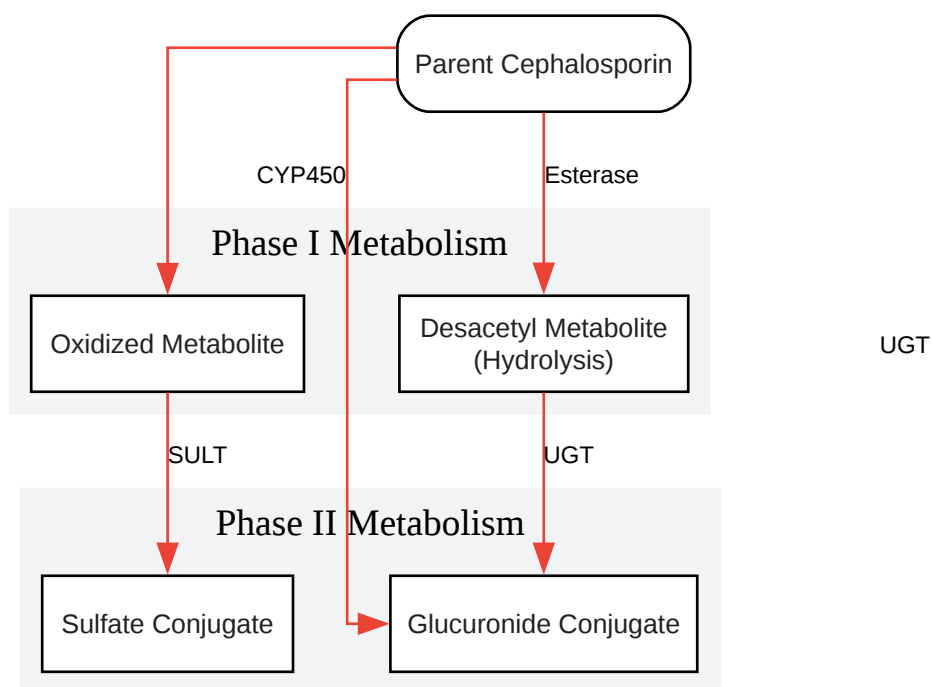 Parent Cephalosporin
CYP450
Esterase
Phase I Metabolism
Oxidized Metabolite
Desacetyl Metabolite
(Hydrolysis)
UGT
SULT
UGT
Phase II Metabolism
Sulfate Conjugate
Glucuronide Conjugate